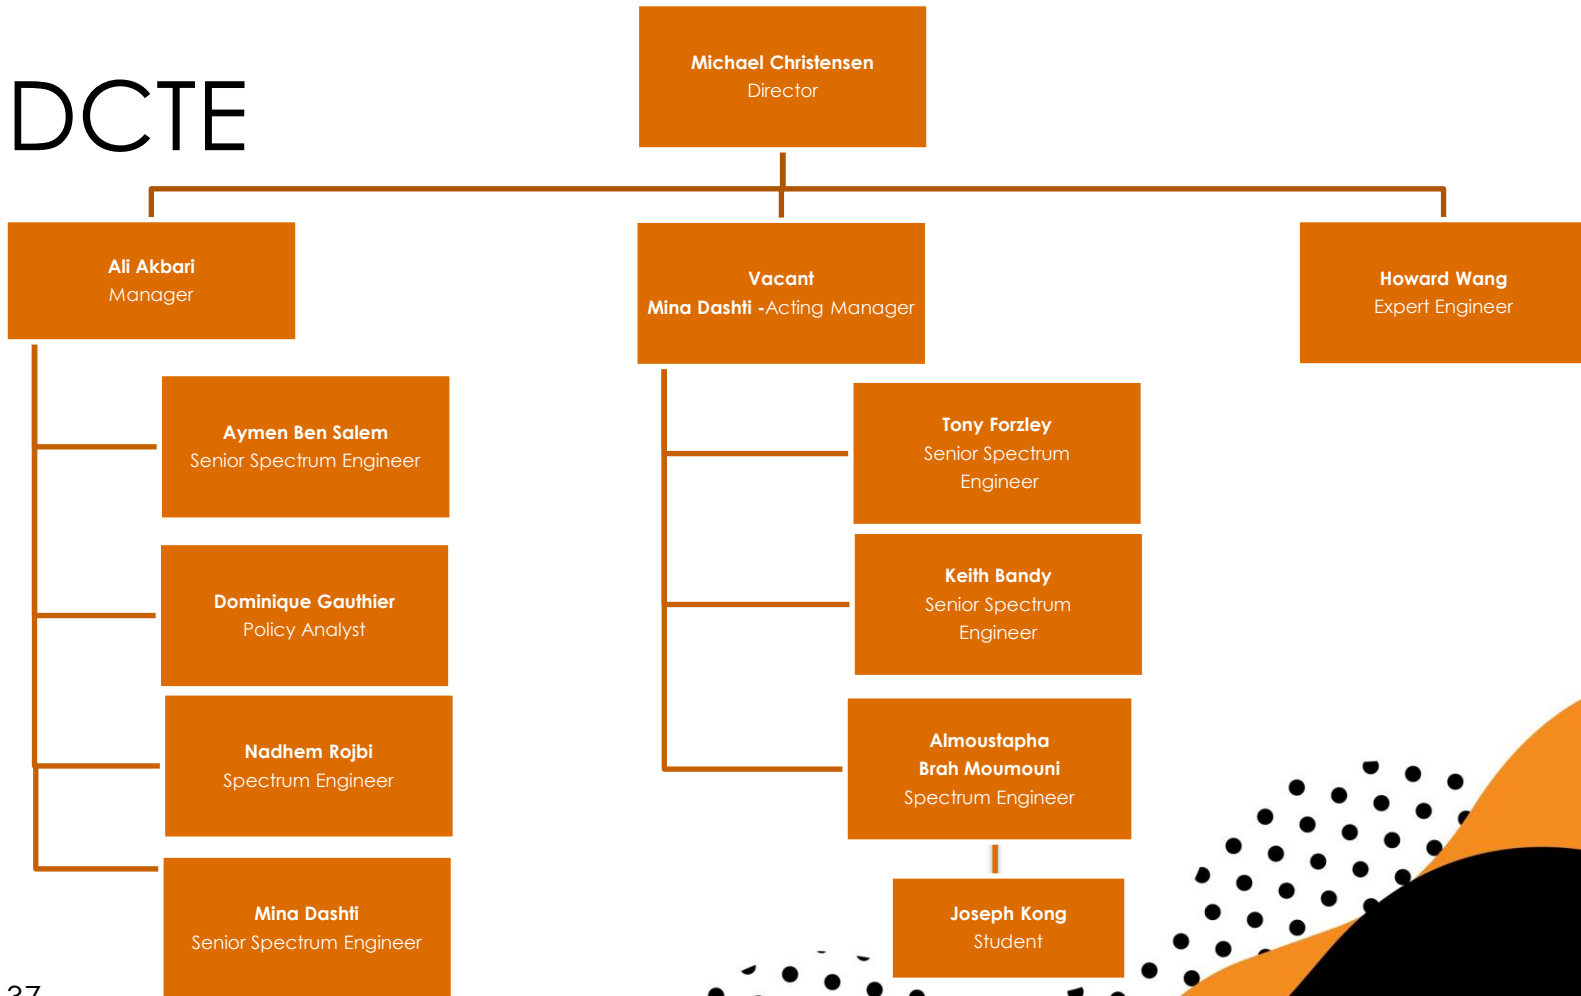 DCTE
Michael Christensen
Director
Ali Akbari
Manager
Vacant
Mina Dashti -Acting Manager
Howard Wang
Expert Engineer
Aymen Ben Salem
Senior Spectrum Engineer
Dominique Gauthier
Policy Analyst
Nadhem Rojbi
Spectrum Engineer
Mina Dashti
Senior Spectrum Engineer
Tony Forzley
Senior Spectrum
Engineer
Keith Bandy
Senior Spectrum
Engineer
Almoustapha
Brah Moumouni
Spectrum Engineer
Joseph Kong
Student
37